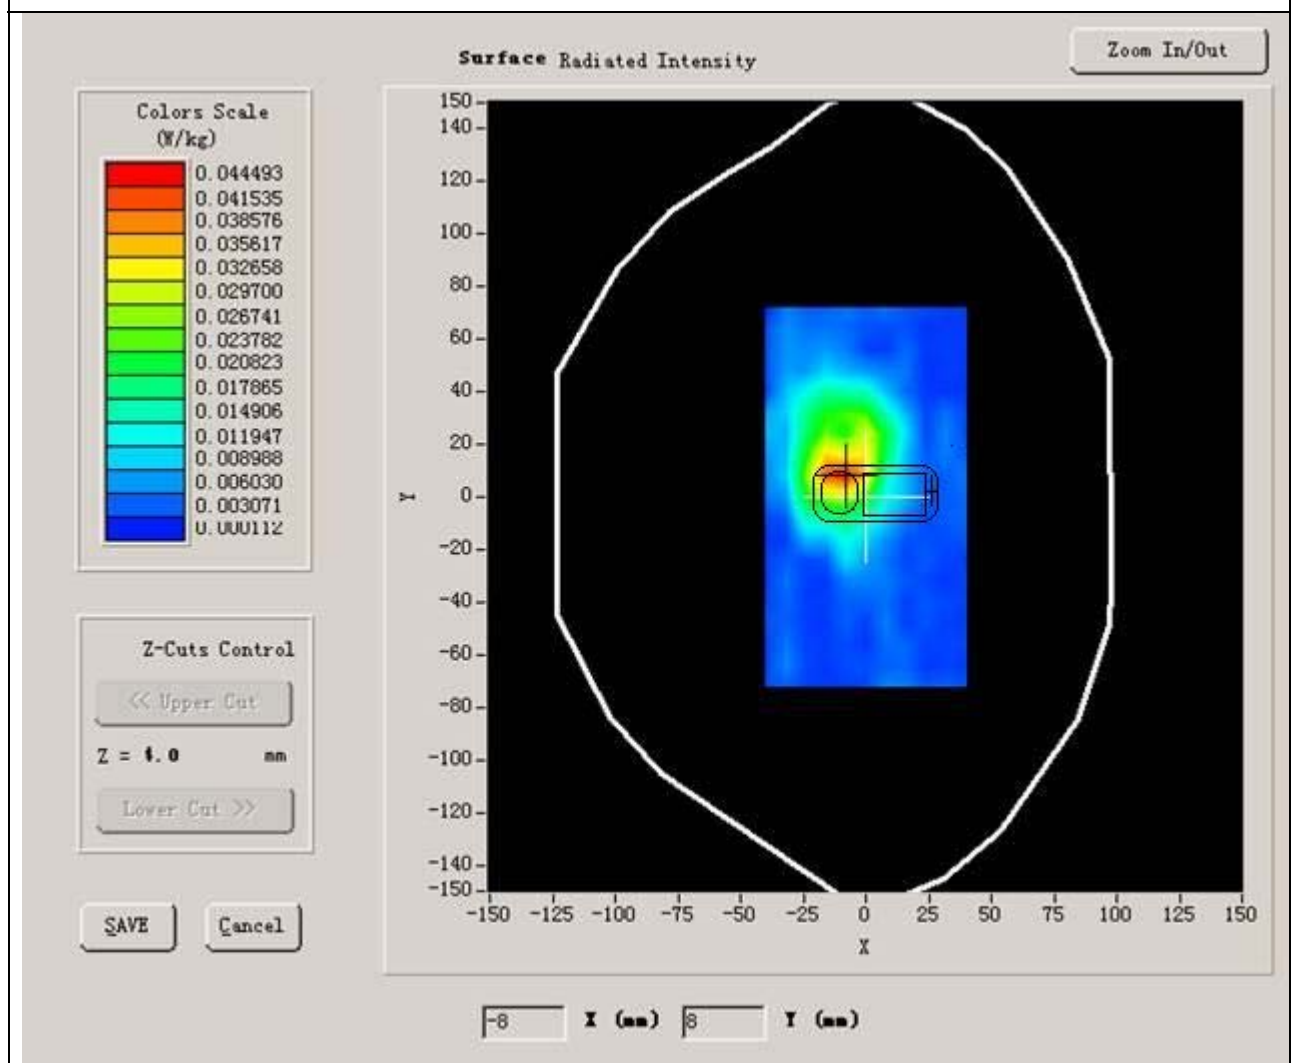 Surface Radiated Intensity
Zoom In/Out
Colors Scale
(W/kg)
0.044493
0.041535
0.038576
0.035617
0.032658
0.029700
0.026741
0.023782
0.020823
0.017865
0.014906
0.011947
0.008988
0.006030
0.003071
0.000112
150
140
120
100
80
60
40
20
0
-20
-40
-60
-80
-100
-120
-140
-150
Y
-150 -125 -100 -75 -50 -25 0 25 50 75 100 125 150
X
Z-Cuts Control
<< Upper Cut
Z = mm
Lower Cut >>
SAVE Cancel
-8 X (mm) 8 Y (mm)